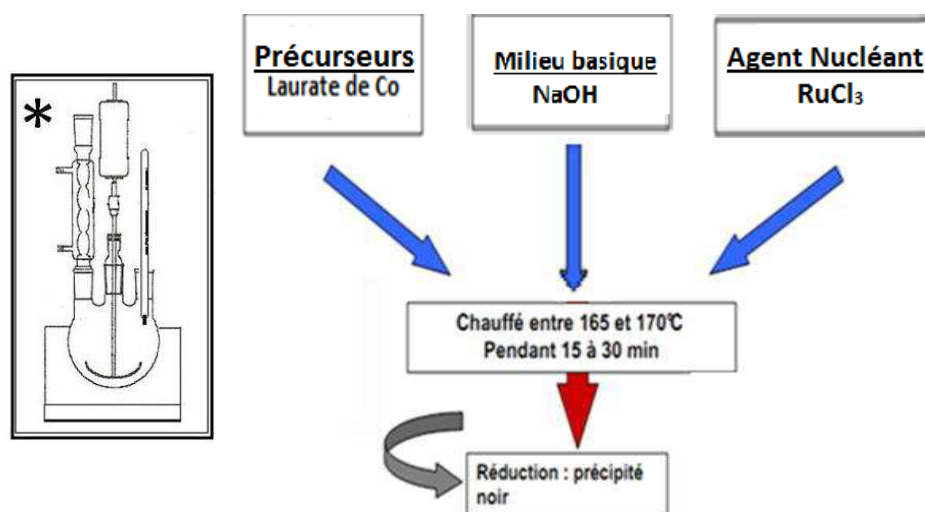 *
Précurseurs
Laurate de Co
Milieu basique
NaOH
Agent Nucléant
RuCl₃
Chauffé entre 165 et 170°C
Pendant 15 à 30 min
Réduction : précipité
noir